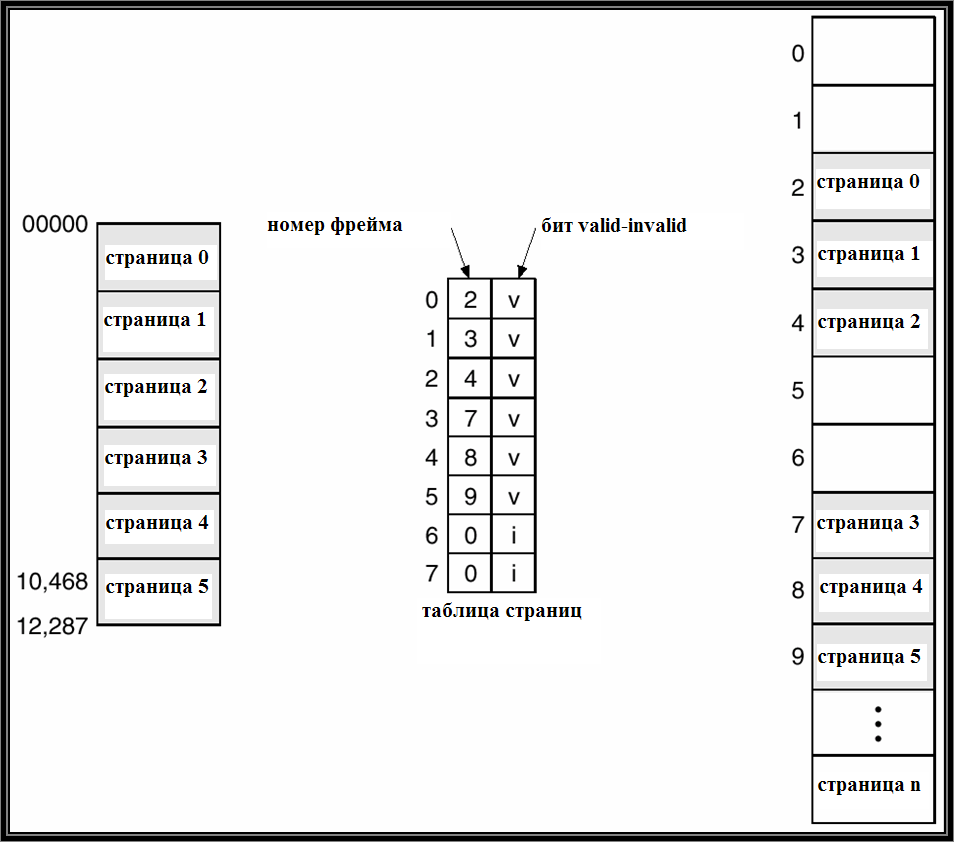 00000
страница 0
страница 1
страница 2
страница 3
страница 4
10,468
страница 5
12,287
номер фрейма
бит valid-invalid
0 2 v
1 3 v
2 4 v
3 7 v
4 8 v
5 9 v
6 0 i
7 0 i
таблица страниц
0
1
2 страница 0
3 страница 1
4 страница 2
5
6
7 страница 3
8 страница 4
9 страница 5
страница n